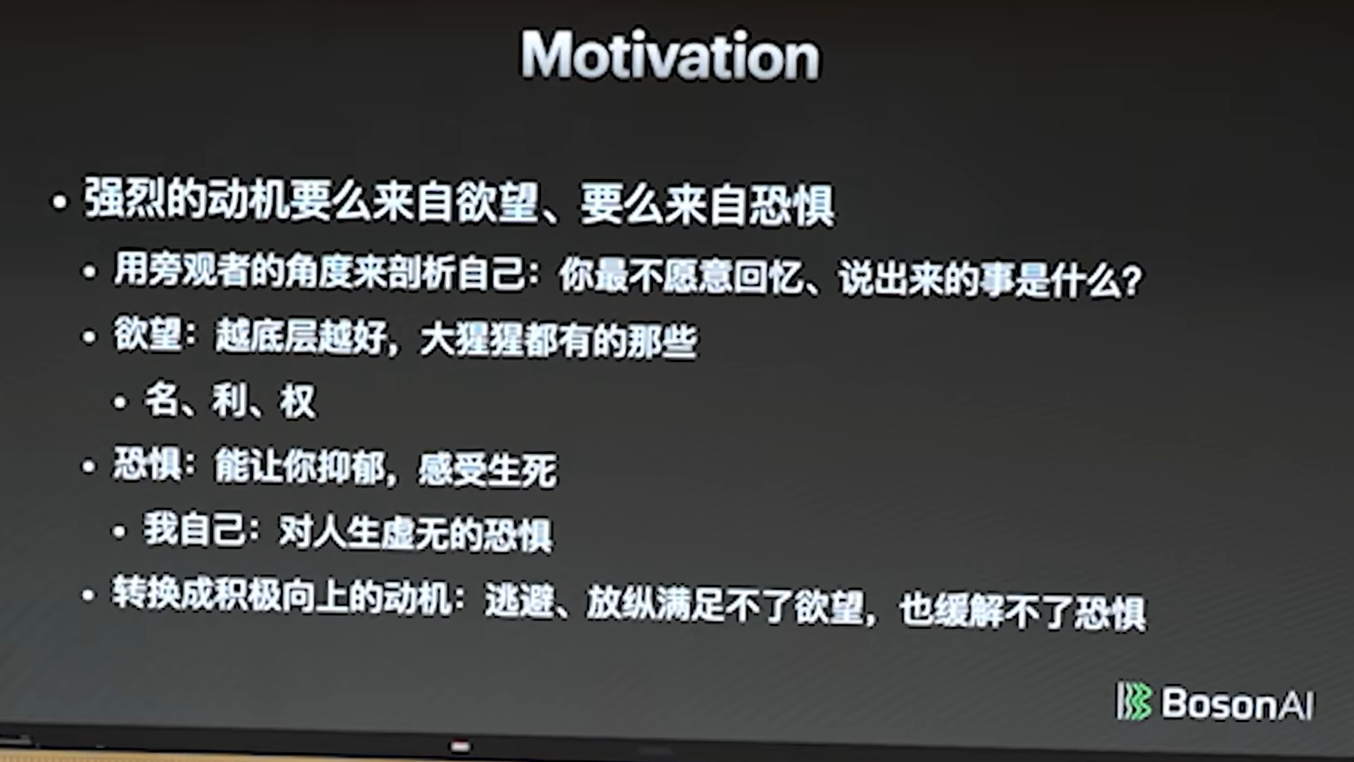 Motivation
• 强烈的动机要么来自欲望、要么来自恐惧
• 用旁观者的角度来剖析自己：你最不愿意回忆、说出来的事是什么？
• 欲望：越底层越好，大猩猩都有的那些
• 名、利、权
• 恐惧：能让你抑郁，感受生死
• 我自己：对人生虚无的恐惧
• 转换成积极向上的动机：逃避、放纵满足不了欲望，也缓解不了恐惧
BosonAI